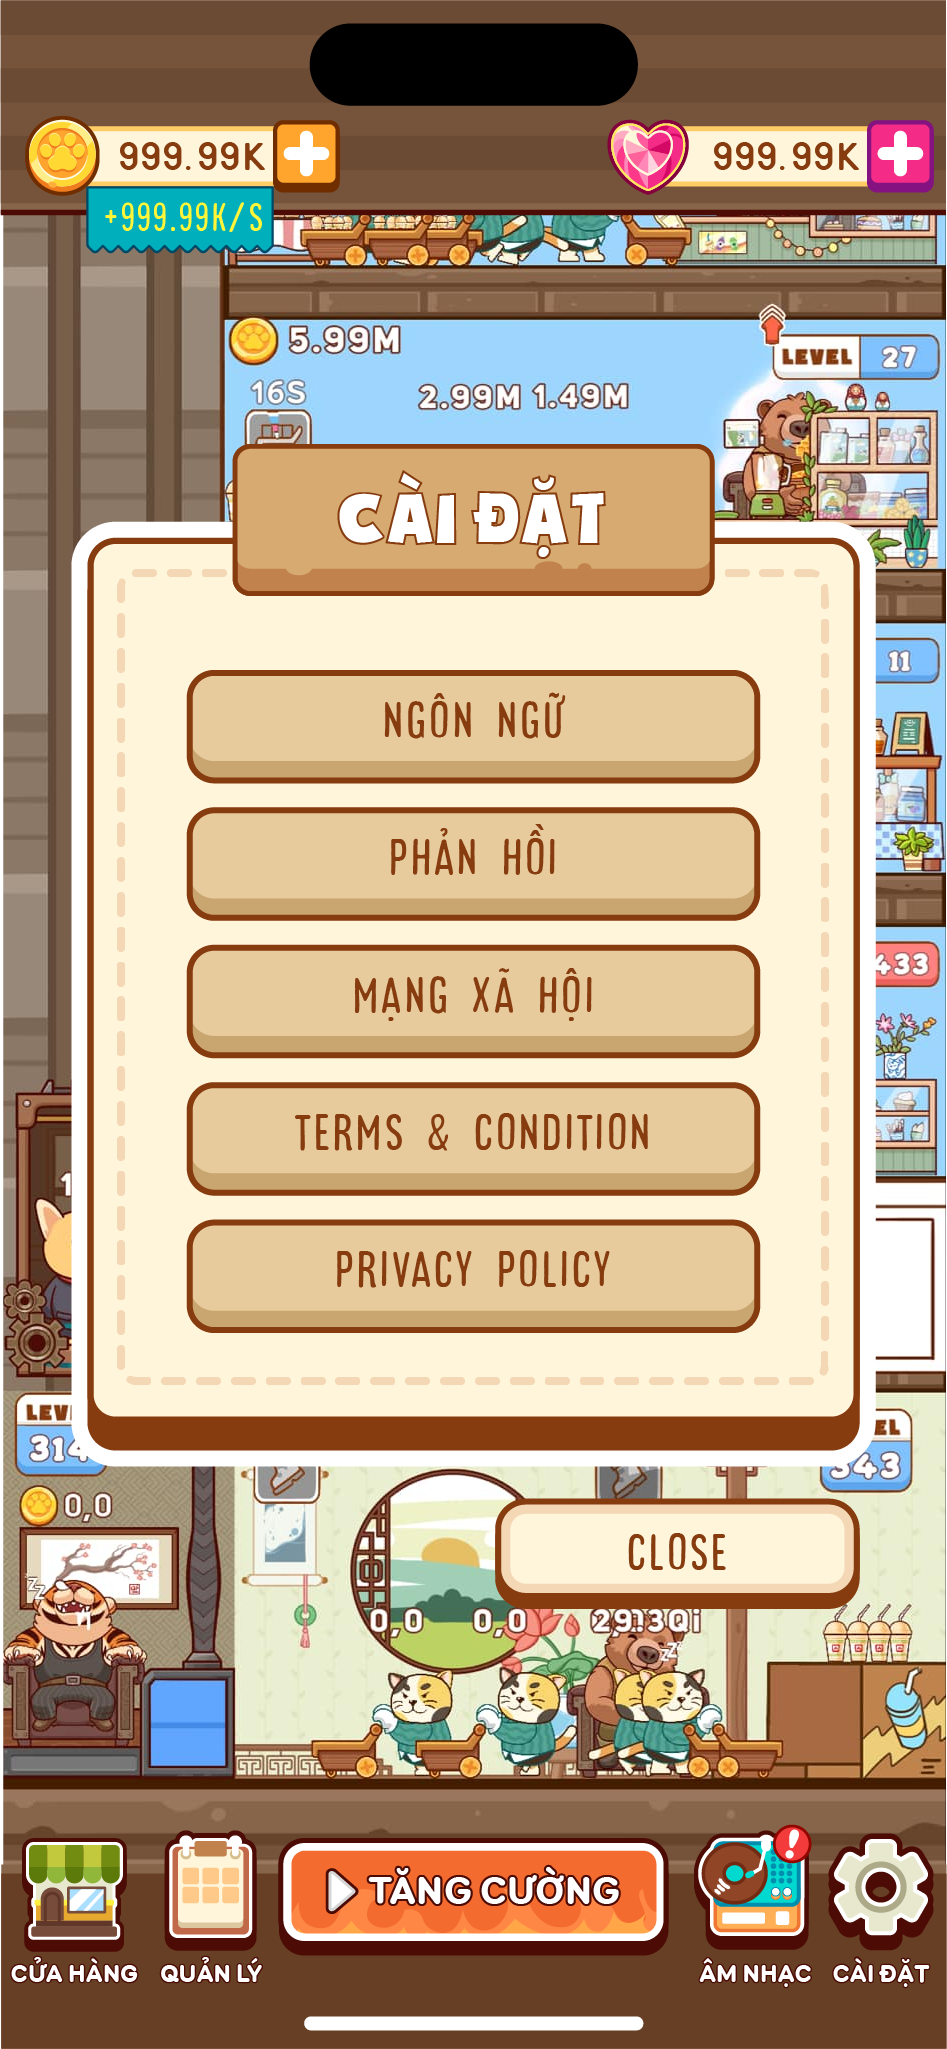 999.99K
999.99K
+999.99K/S
5.99M
LEVEL 27
16S
2.99M 1.49M
CÀI ĐẶT
11
NGÔN NGỮ
PHẢN HỒI
433
MẠNG XÃ HỘI
TERMS & CONDITION
PRIVACY POLICY
314
343
0,0
CLOSE
0,0 0,0
TĂNG CƯỜNG
CỬA HÀNG QUẢN LÝ ÂM NHẠC CÀI ĐẶT